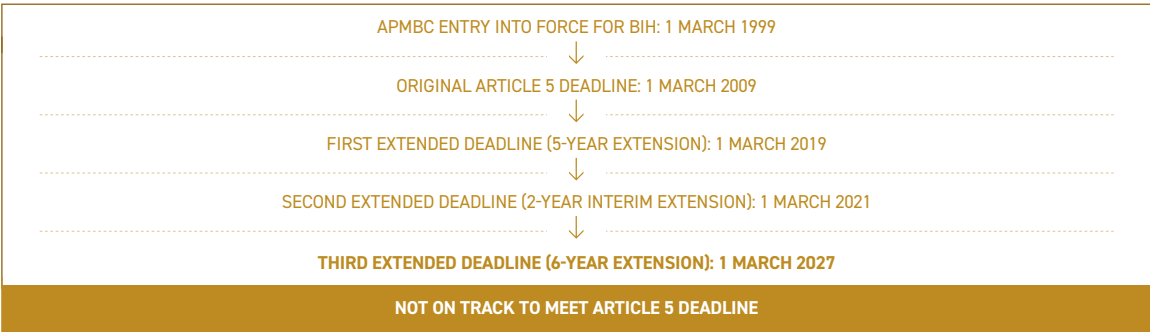 APMBC ENTRY INTO FORCE FOR BIH: 1 MARCH 1999
ORIGINAL ARTICLE 5 DEADLINE: 1 MARCH 2009
FIRST EXTENDED DEADLINE (5-YEAR EXTENSION): 1 MARCH 2019
SECOND EXTENDED DEADLINE (2-YEAR INTERIM EXTENSION): 1 MARCH 2021
THIRD EXTENDED DEADLINE (6-YEAR EXTENSION): 1 MARCH 2027
NOT ON TRACK TO MEET ARTICLE 5 DEADLINE